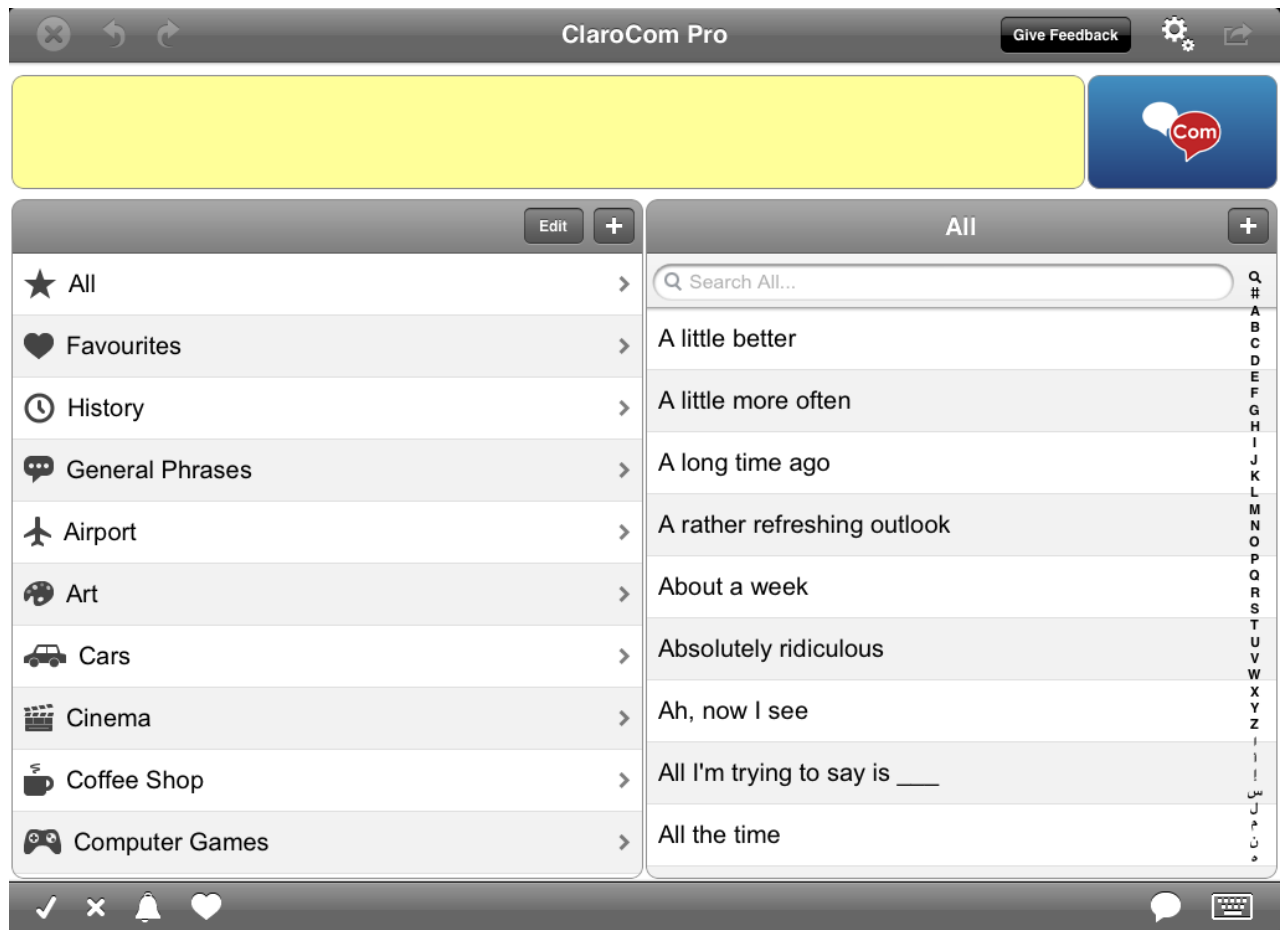 ClaroCom Pro
Give Feedback
Com
Edit
+
All
Favourites
History
General Phrases
Airport
Art
Cars
Cinema
Coffee Shop
Computer Games
All
+
Search All...
A little better
A little more often
A long time ago
A rather refreshing outlook
About a week
Absolutely ridiculous
Ah, now I see
All I'm trying to say is ___
All the time
#
A
B
C
D
E
F
G
H
I
J
K
L
M
N
O
P
Q
R
S
T
U
V
W
X
Y
Z
س
ل
م
ن
ه